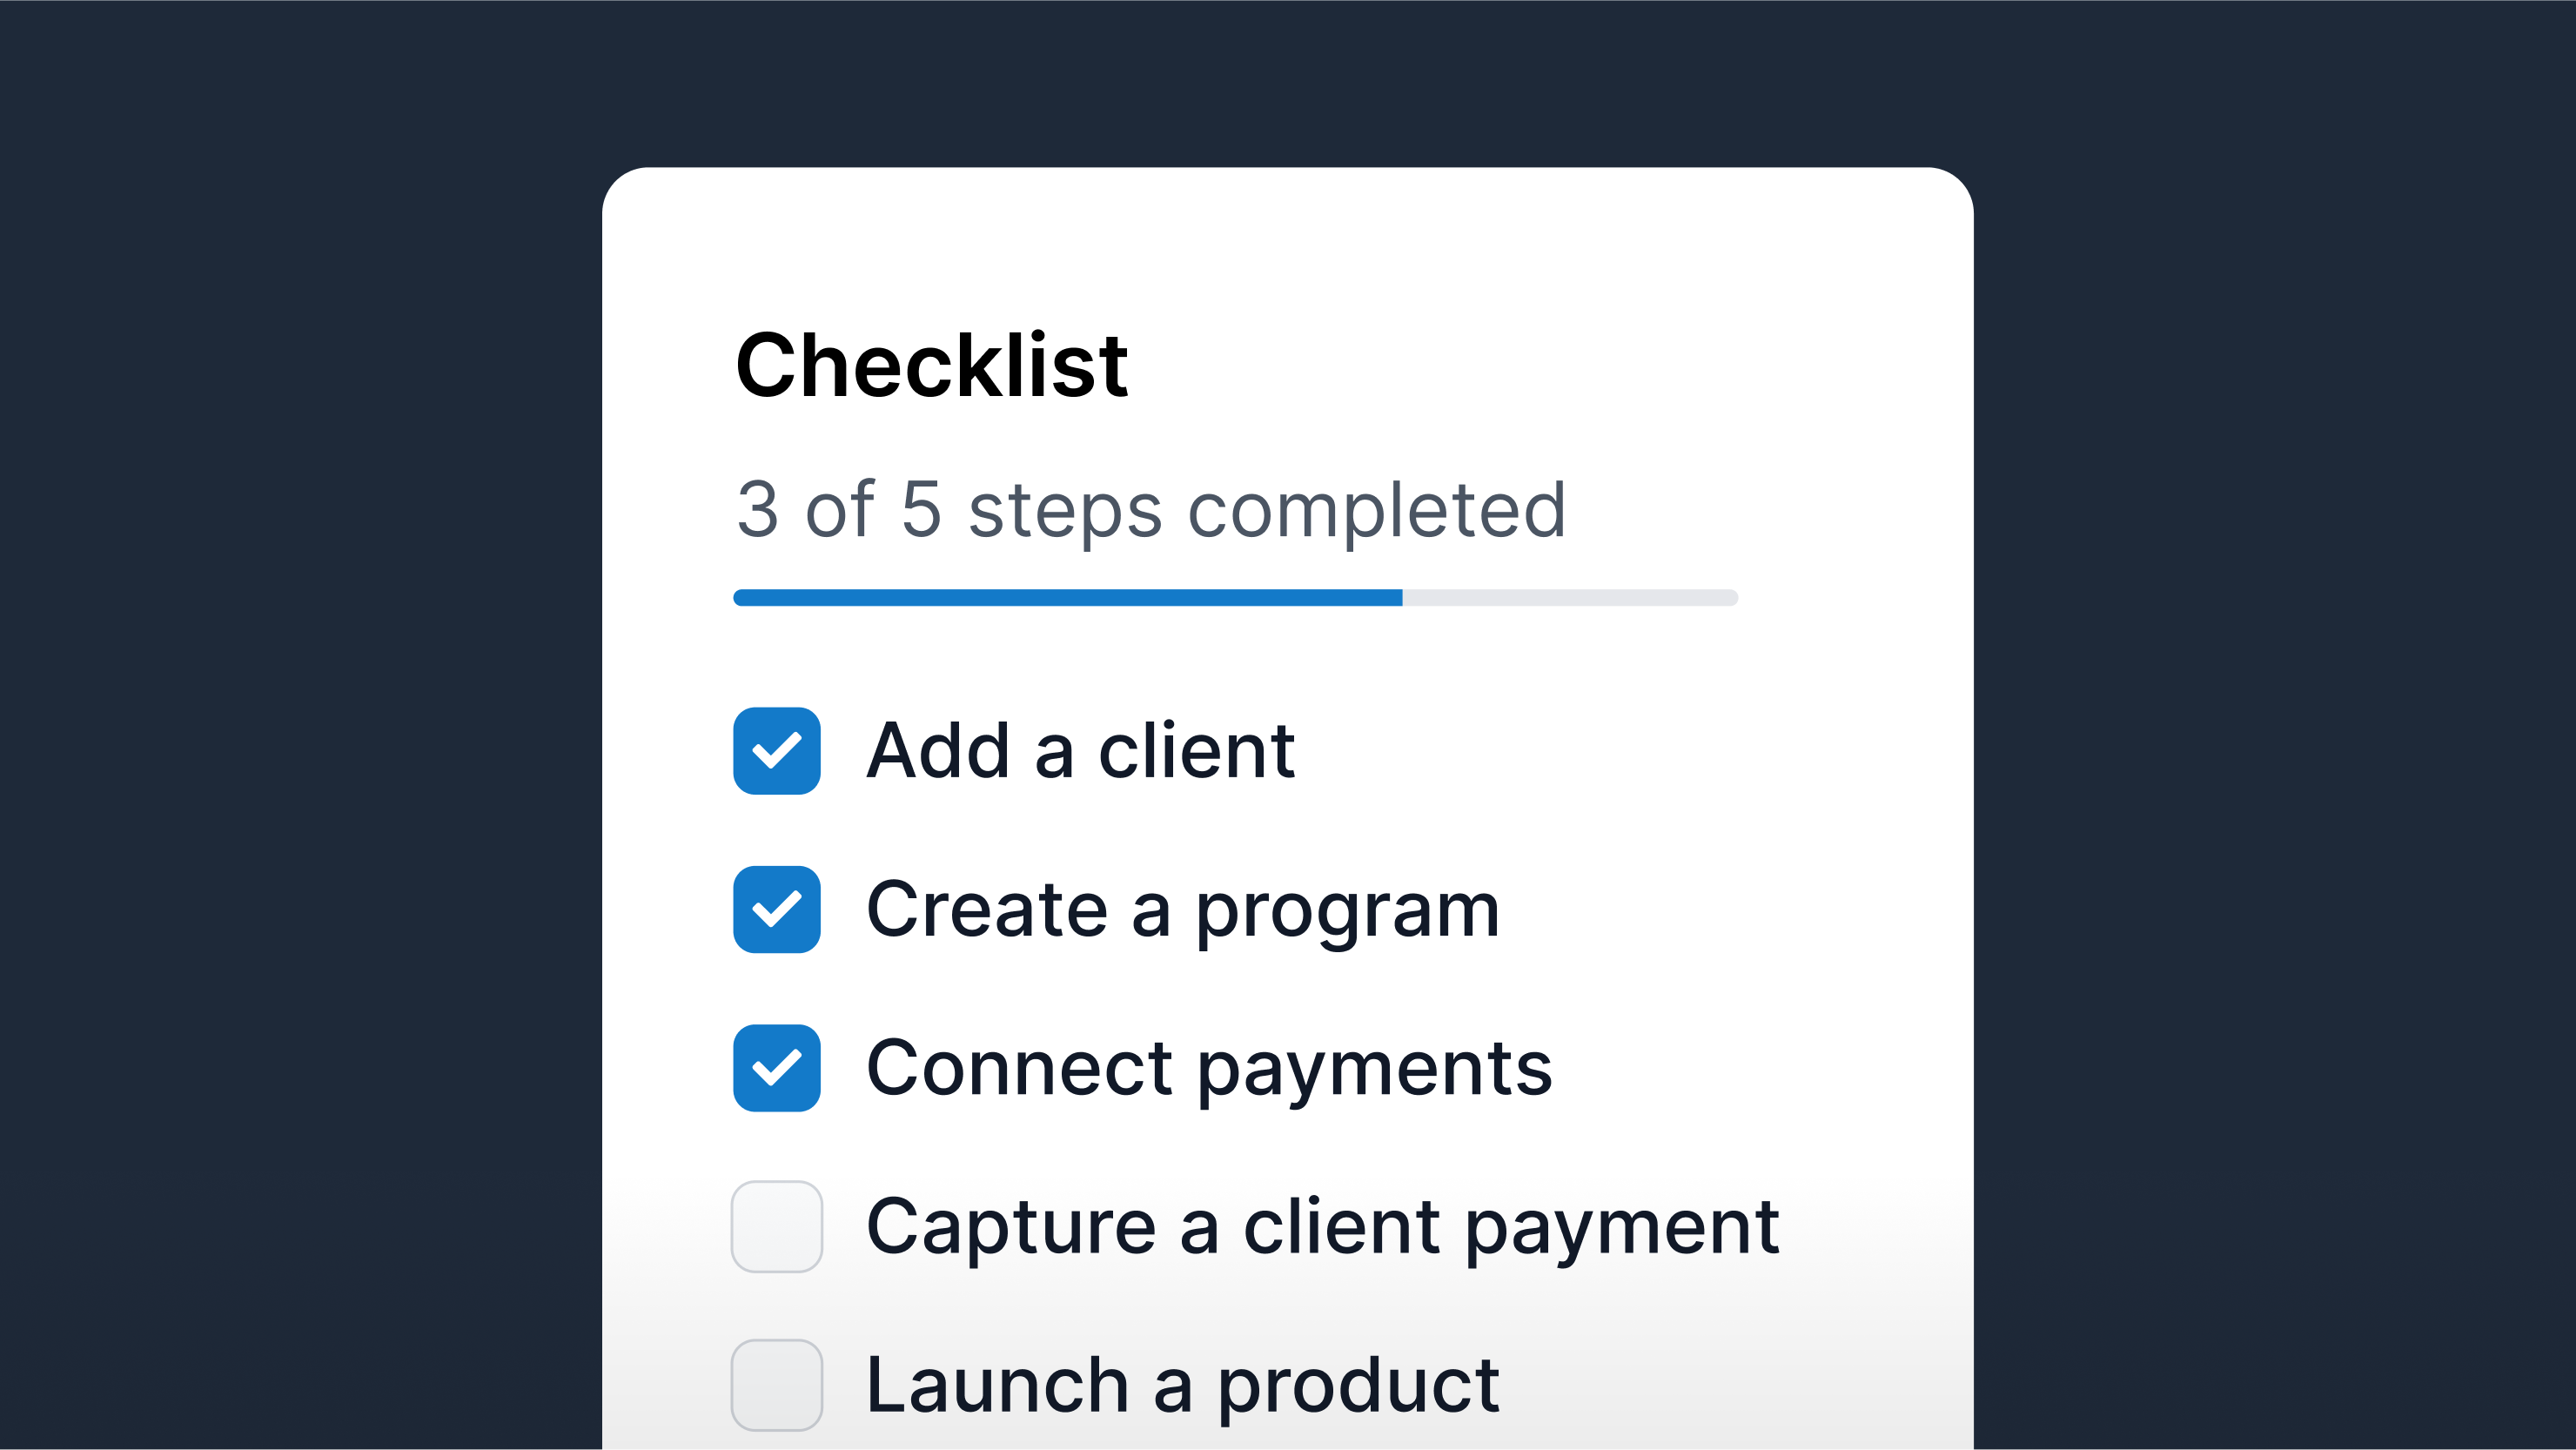 Checklist
3 of 5 steps completed
Add a client
Create a program
Connect payments
Capture a client payment
Launch a product